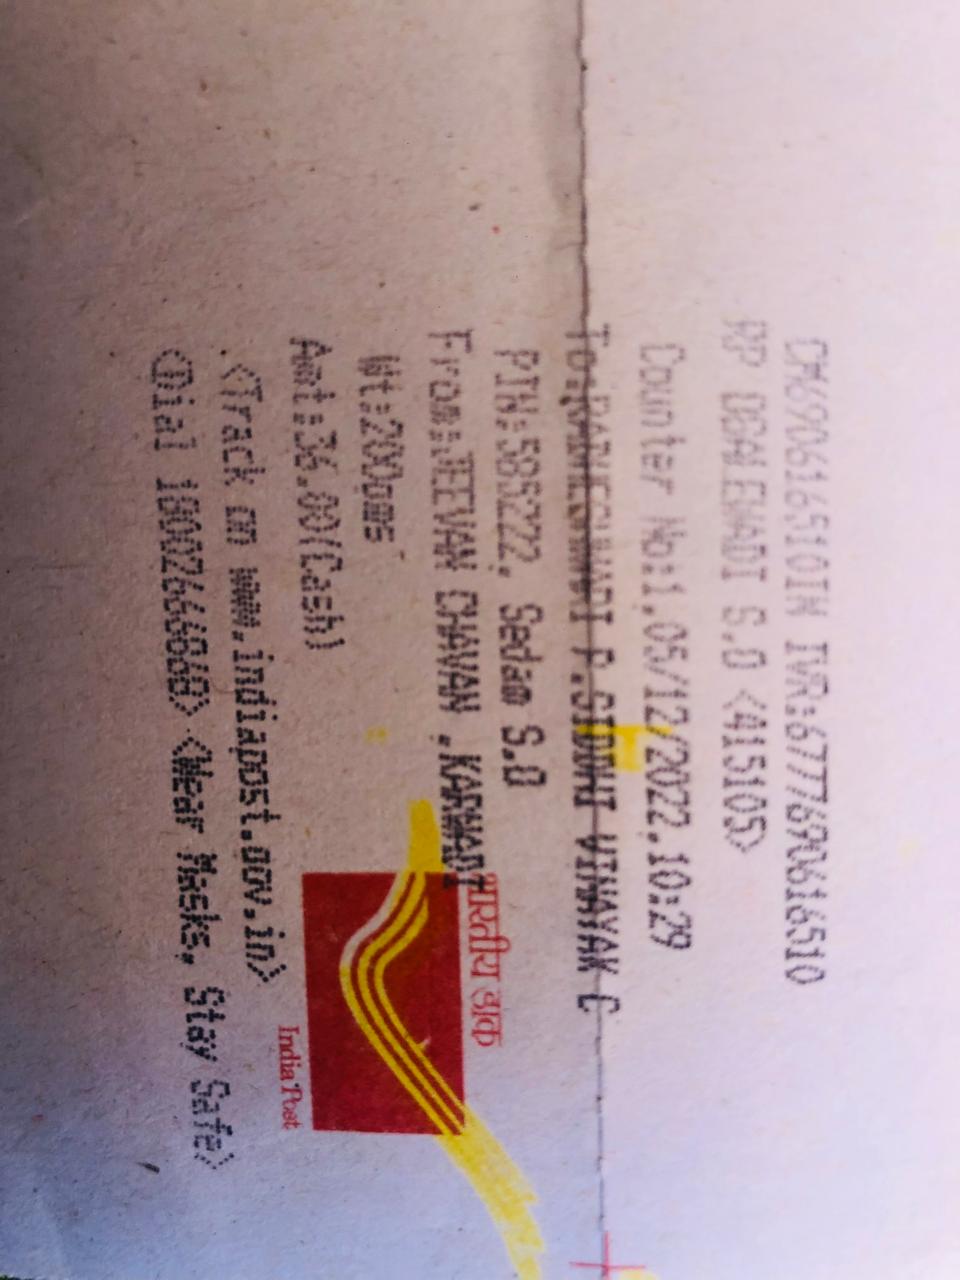 CM690616510IN IVR:6777690616510
RP OGALEWADI S.O <415105>
Counter No:1,05/12/2022,10:29
To:RAMESHWARI P.SIDDHI VINAYAK C
PIN:585222, Sedam S.O
From:JEEVAN CHAVAN ,KARWADI
Wt:200gms
Amt:36.00(Cash)
<Track on www.indiapost.gov.in>
<Dial 18002666868> <Wear Masks, Stay Safe>
भारतीय डाक
India Post